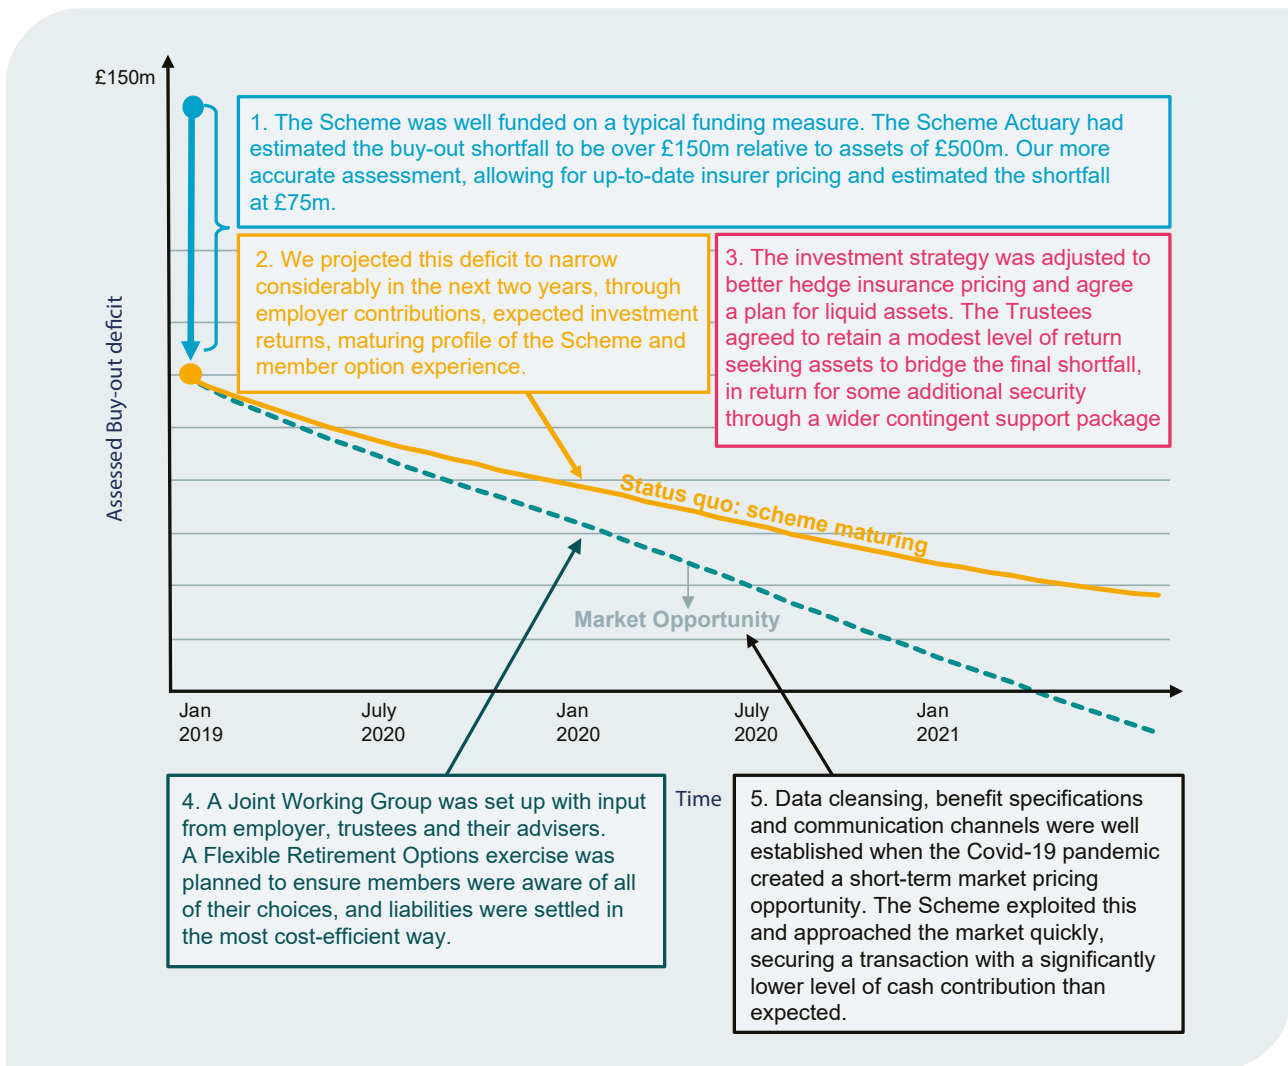 £150m
1. The Scheme was well funded on a typical funding measure. The Scheme Actuary had
estimated the buy-out shortfall to be over £150m relative to assets of £500m. Our more
accurate assessment, allowing for up-to-date insurer pricing and estimated the shortfall
at £75m.
2. We projected this deficit to narrow
considerably in the next two years, through
employer contributions, expected investment
returns, maturing profile of the Scheme and
member option experience.
3. The investment strategy was adjusted to
better hedge insurance pricing and agree
a plan for liquid assets. The Trustees
agreed to retain a modest level of return
seeking assets to bridge the final shortfall,
in return for some additional security
through a wider contingent support package
Assessed Buy-out deficit
Status quo: scheme maturing
Market Opportunity
Jan
2019
July
2020
Jan
2020
July
2020
Jan
2021
Time
4. A Joint Working Group was set up with input
from employer, trustees and their advisers.
A Flexible Retirement Options exercise was
planned to ensure members were aware of all
of their choices, and liabilities were settled in
the most cost-efficient way.
5. Data cleansing, benefit specifications
and communication channels were well
established when the Covid-19 pandemic
created a short-term market pricing
opportunity. The Scheme exploited this
and approached the market quickly,
securing a transaction with a significantly
lower level of cash contribution than
expected.